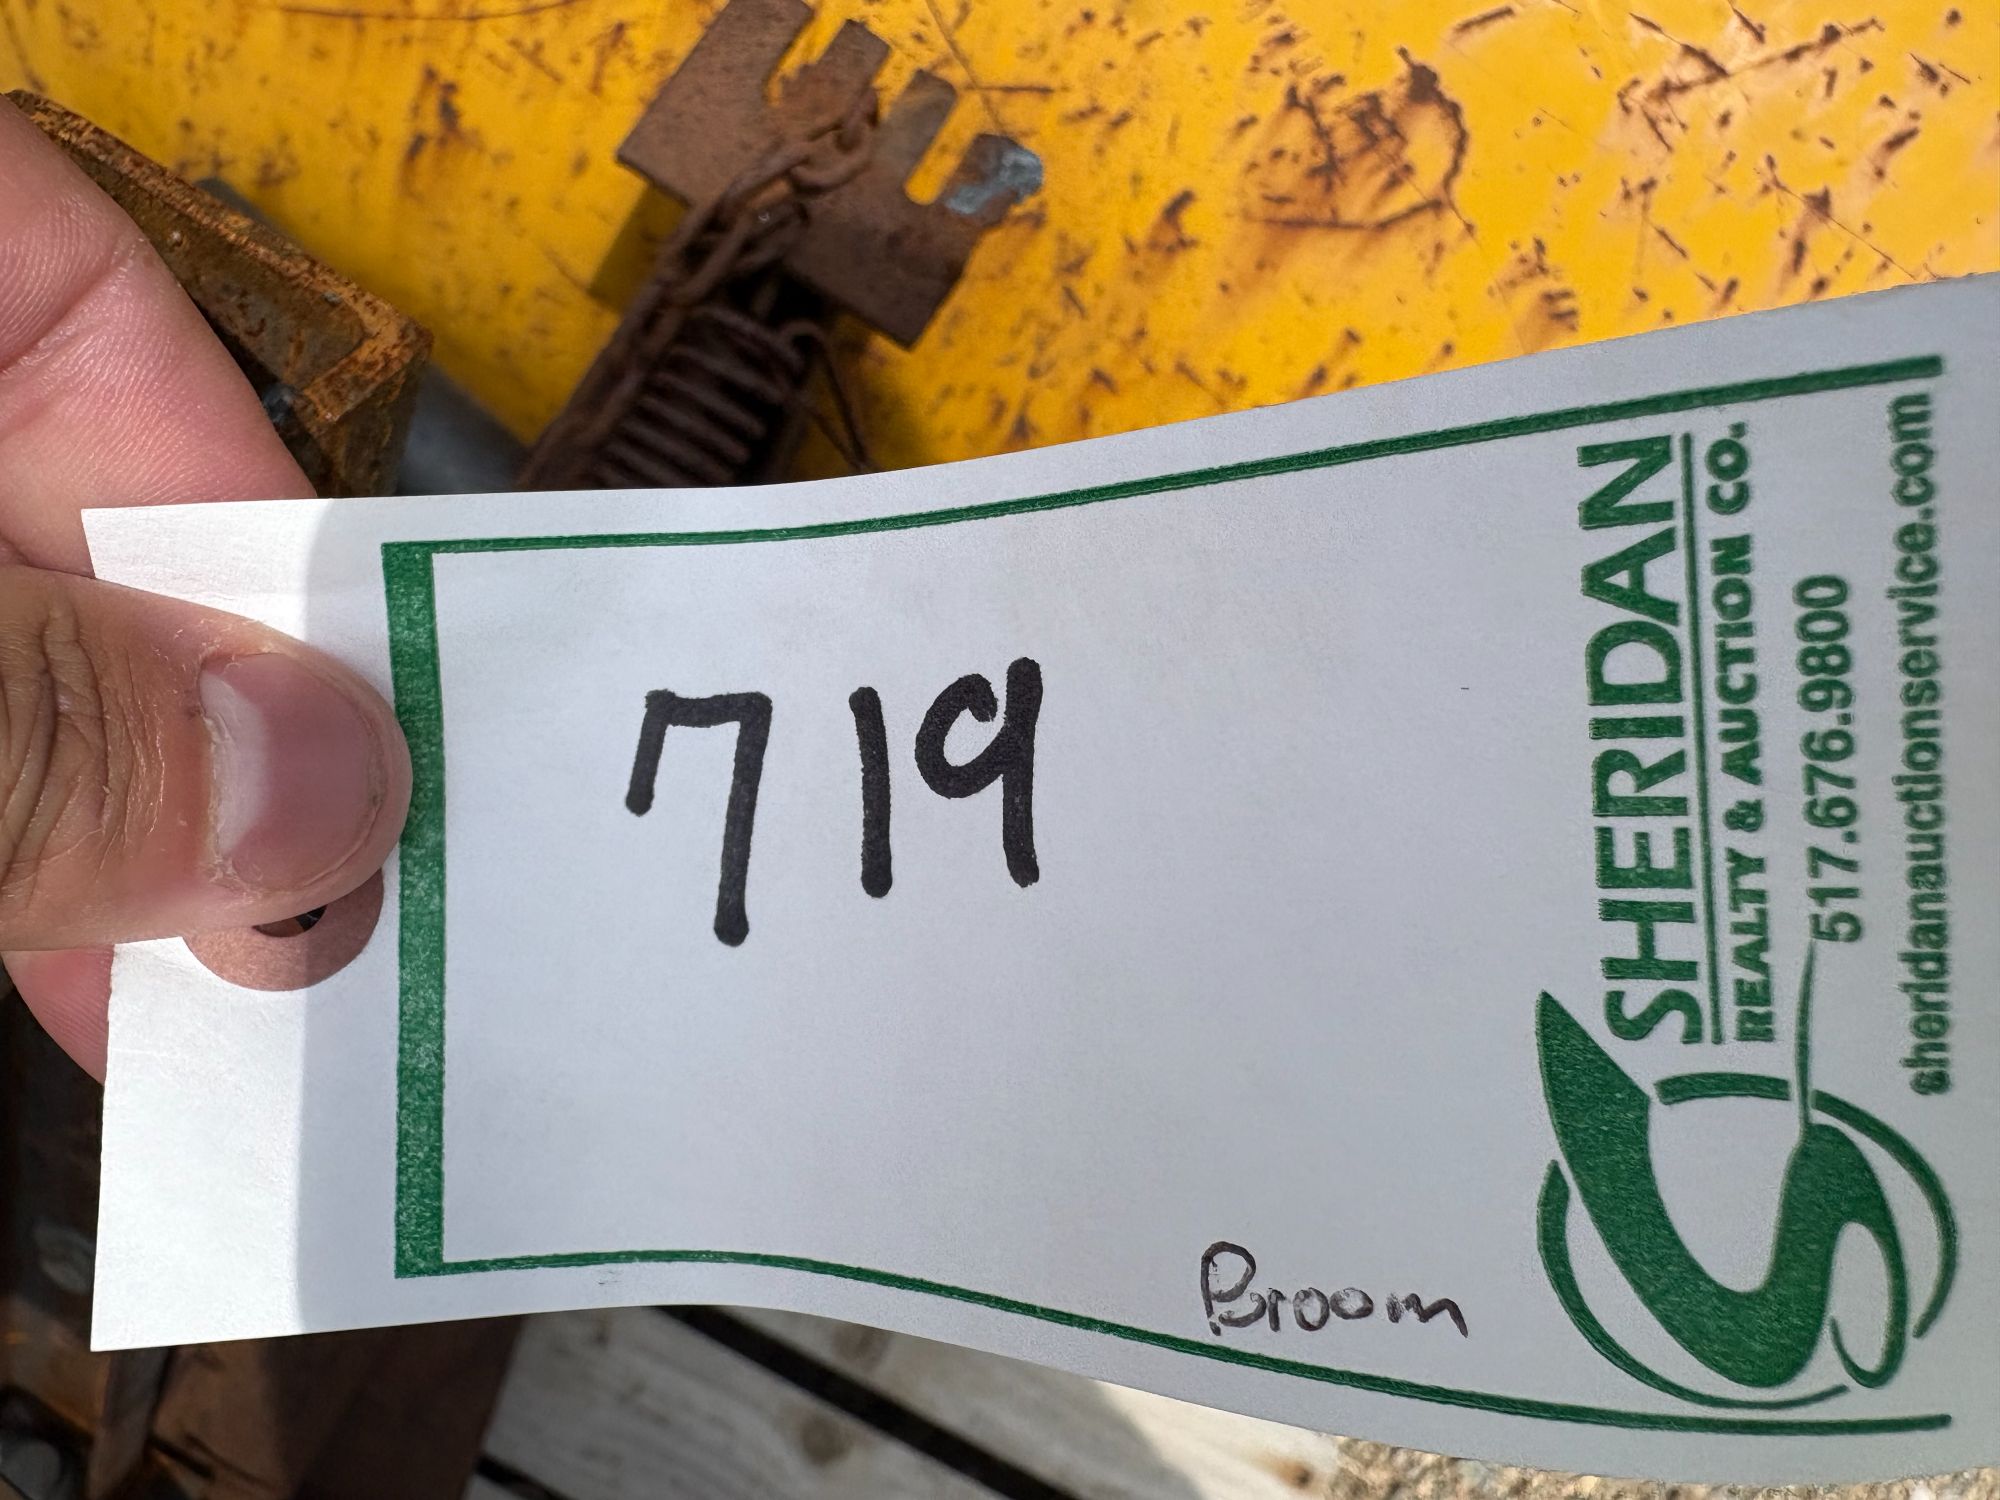 719
Broom
SHERIDAN
REALTY & AUCTION CO.
517.676.9800
sheridanauctionservice.com